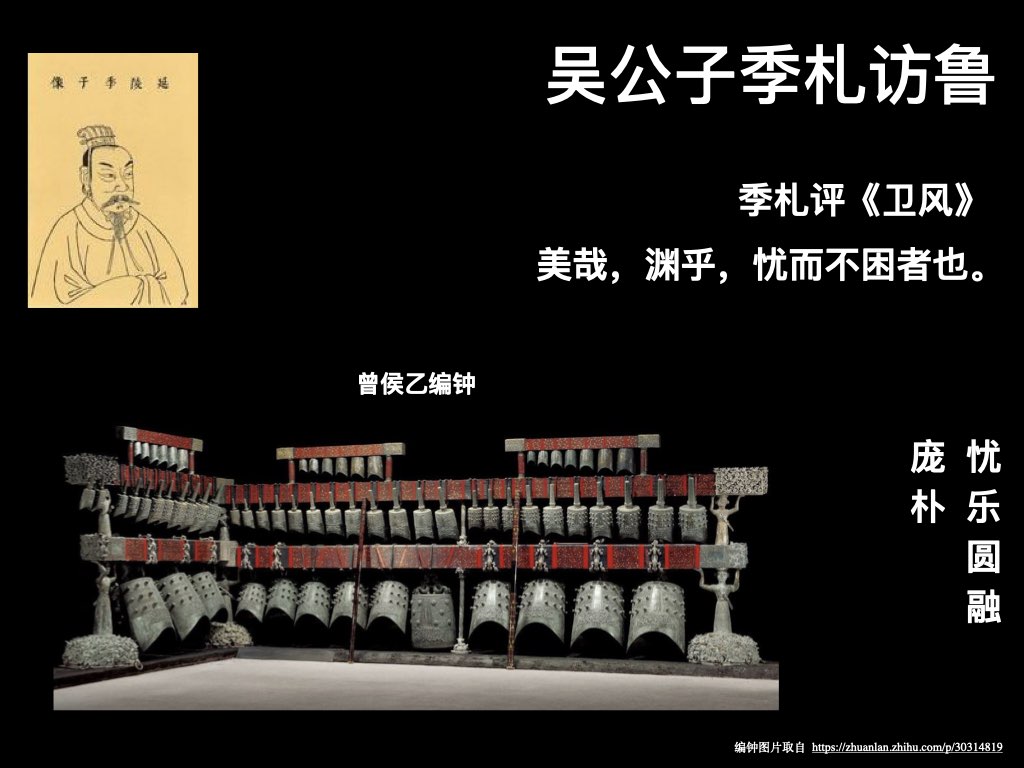 吴公子季札访鲁
像子季陵延
季札评《卫风》
美哉，渊乎，忧而不困者也。
曾侯乙编钟
忧乐圆融
庞朴
编钟图片取自 https://zhuanlan.zhihu.com/p/30314819